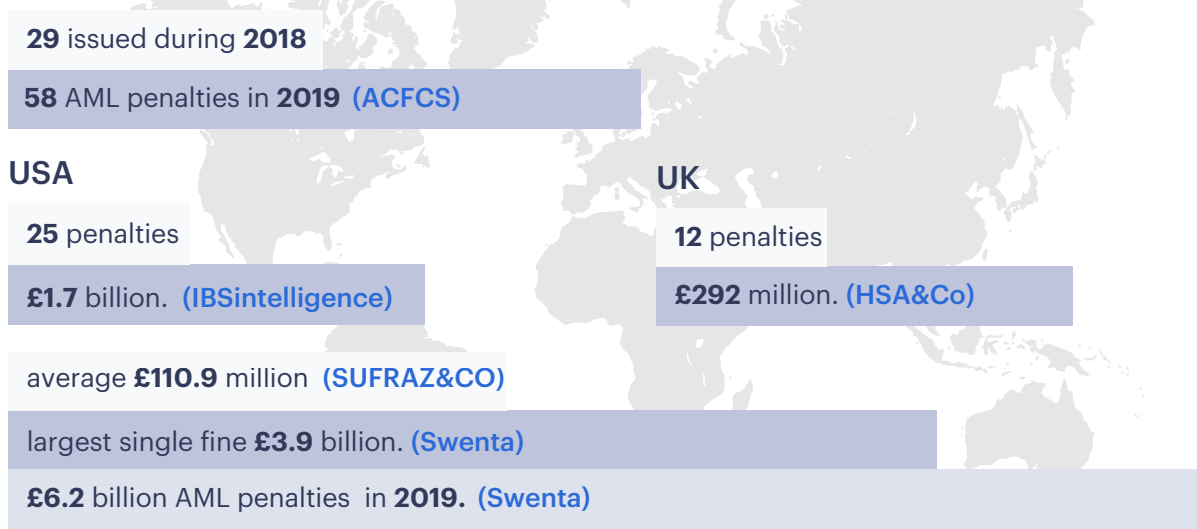 29 issued during 2018
58 AML penalties in 2019 (ACFCS)
USA
25 penalties
£1.7 billion. (IBSintelligence)
UK
12 penalties
£292 million. (HSA&Co)
average £110.9 million (SUFRAZ&CO)
largest single fine £3.9 billion. (Swenta)
£6.2 billion AML penalties in 2019. (Swenta)